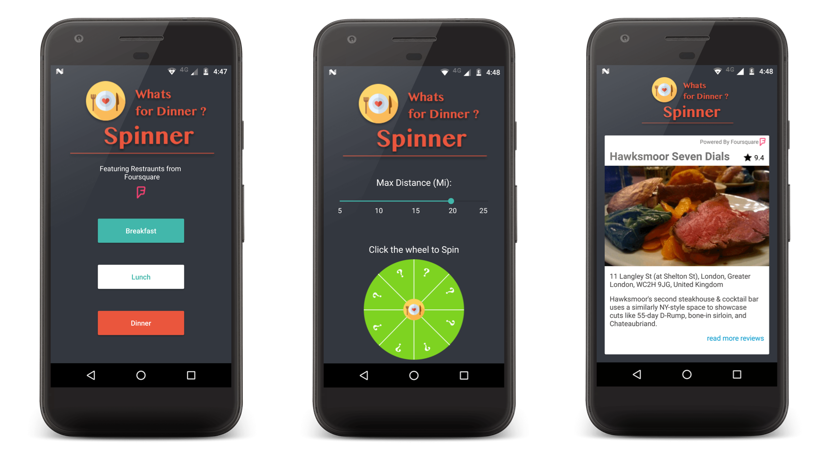 4G 4:47
Whats
for Dinner ?
Spinner
Featuring Restraunts from
Foursquare
Breakfast
Lunch
Dinner
4G 4:48
Whats
for Dinner ?
Spinner
Max Distance (Mi):
5 10 15 20 25
Click the wheel to Spin
? ? ? ? ? ? ? ?
4G 4:48
Whats
for Dinner ?
Spinner
Powered By Foursquare
Hawksmoor Seven Dials 9.4
11 Langley St (at Shelton St), London, Greater
London, WC2H 9JG, United Kingdom
Hawksmoor's second steakhouse & cocktail bar
uses a similarly NY-style space to showcase
cuts like 55-day D-Rump, bone-in sirloin, and
Chateaubriand.
read more reviews